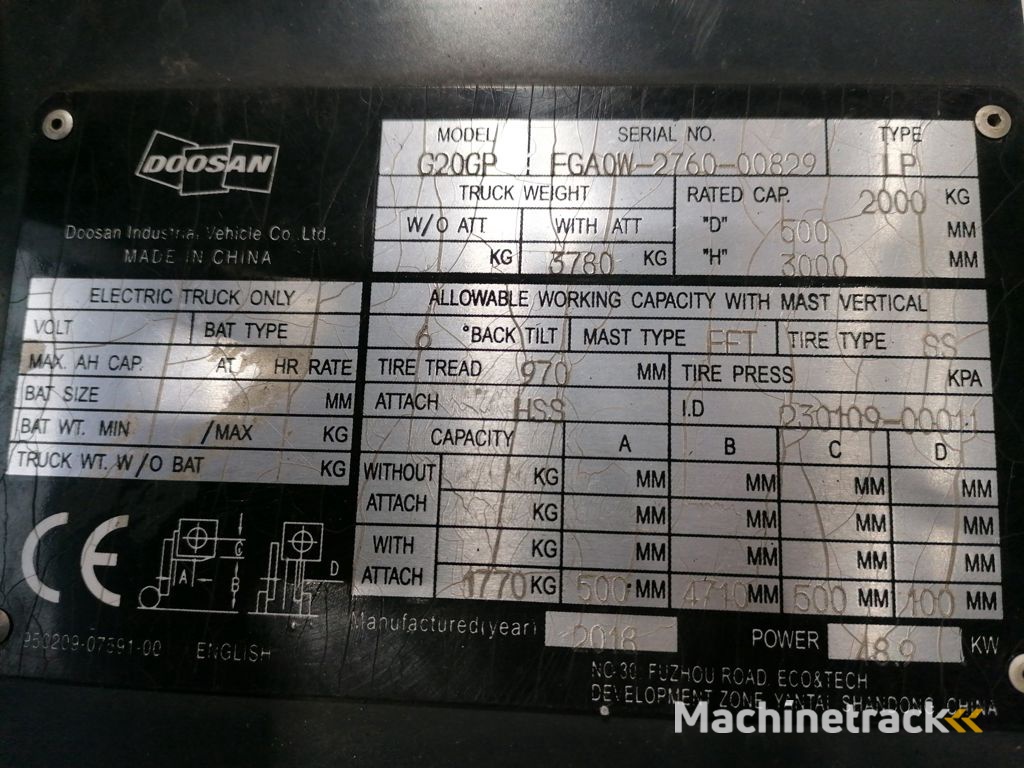 DOOSAN
Doosan Industrial Vehicle Co. Ltd.
MADE IN CHINA
MODEL SERIAL NO. TYPE
G20GP FGA0W-2760-00829 LP
TRUCK WEIGHT RATED CAP. 2000 KG
W/O ATT WITH ATT "D" 500 MM
KG 3780 KG "H" 3000 MM
ELECTRIC TRUCK ONLY
VOLT BAT TYPE
MAX. AH CAP. AT HR RATE
BAT SIZE MM
BAT WT. MIN /MAX KG
TRUCK WT. W/O BAT KG
ALLOWABLE WORKING CAPACITY WITH MAST VERTICAL
6 °BACK TILT MAST TYPE FFT TIRE TYPE SS
TIRE TREAD 970 MM TIRE PRESS KPA
ATTACH HSS I.D D30109-00011
CAPACITY A B C D
WITHOUT KG MM MM MM MM
ATTACH KG MM MM MM MM
WITH KG MM MM MM MM
ATTACH 1770 KG 500 MM 4710 MM 500 MM 100 MM
CE
C
A B D
Manufactured(year) 2018 POWER 48.9 KW
950209-07391-00 ENGLISH
NO.30, FUZHOU ROAD, ECO&TECH
DEVELOPMENT ZONE, YANTAI, SHANDONG, CHINA
Machinetrack